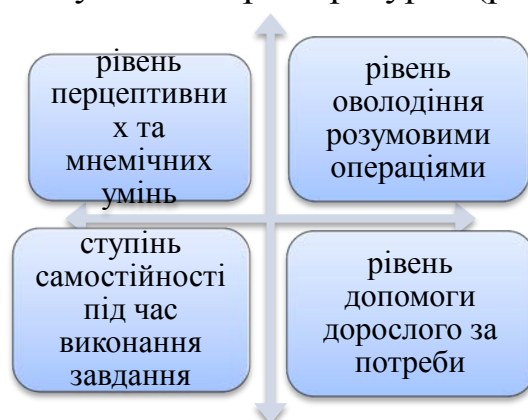 рівень
перцептивни
х та
мнемічних
умінь
рівень
оволодіння
розумовими
операціями
ступінь
самостійності
під час
виконання
завдання
рівень
допомоги
дорослого за
потреби